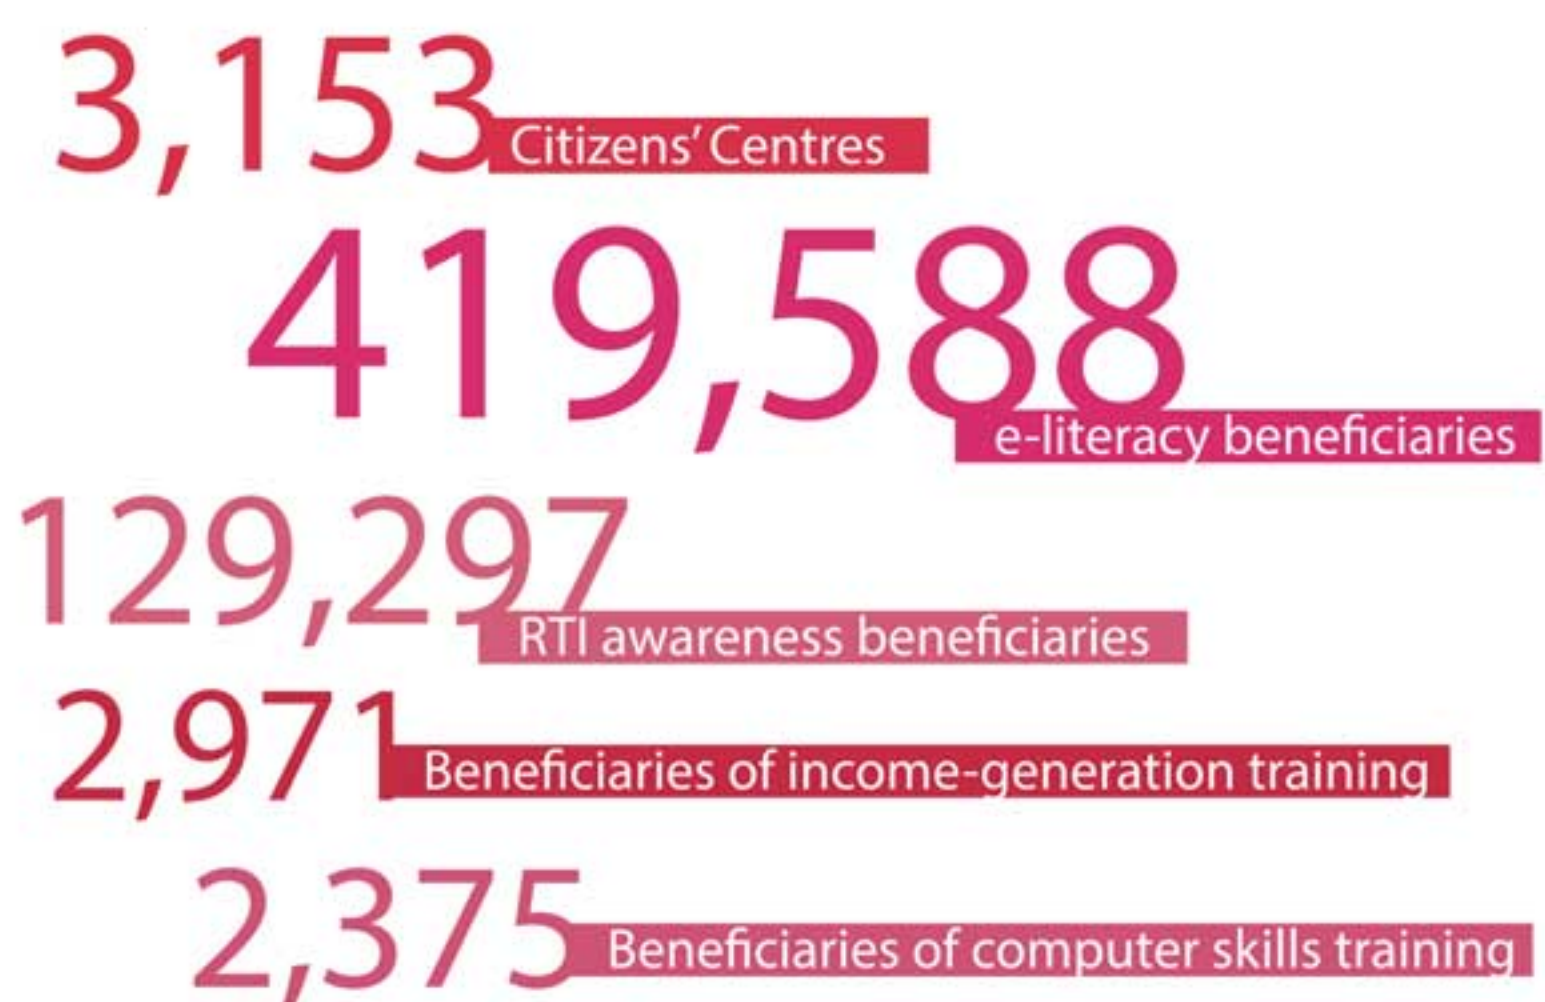 3,153
Citizens’ Centres
419,588
e-literacy beneficiaries
129,297
RTI awareness beneficiaries
2,971
Beneficiaries of income-generation training
2,375
Beneficiaries of computer skills training